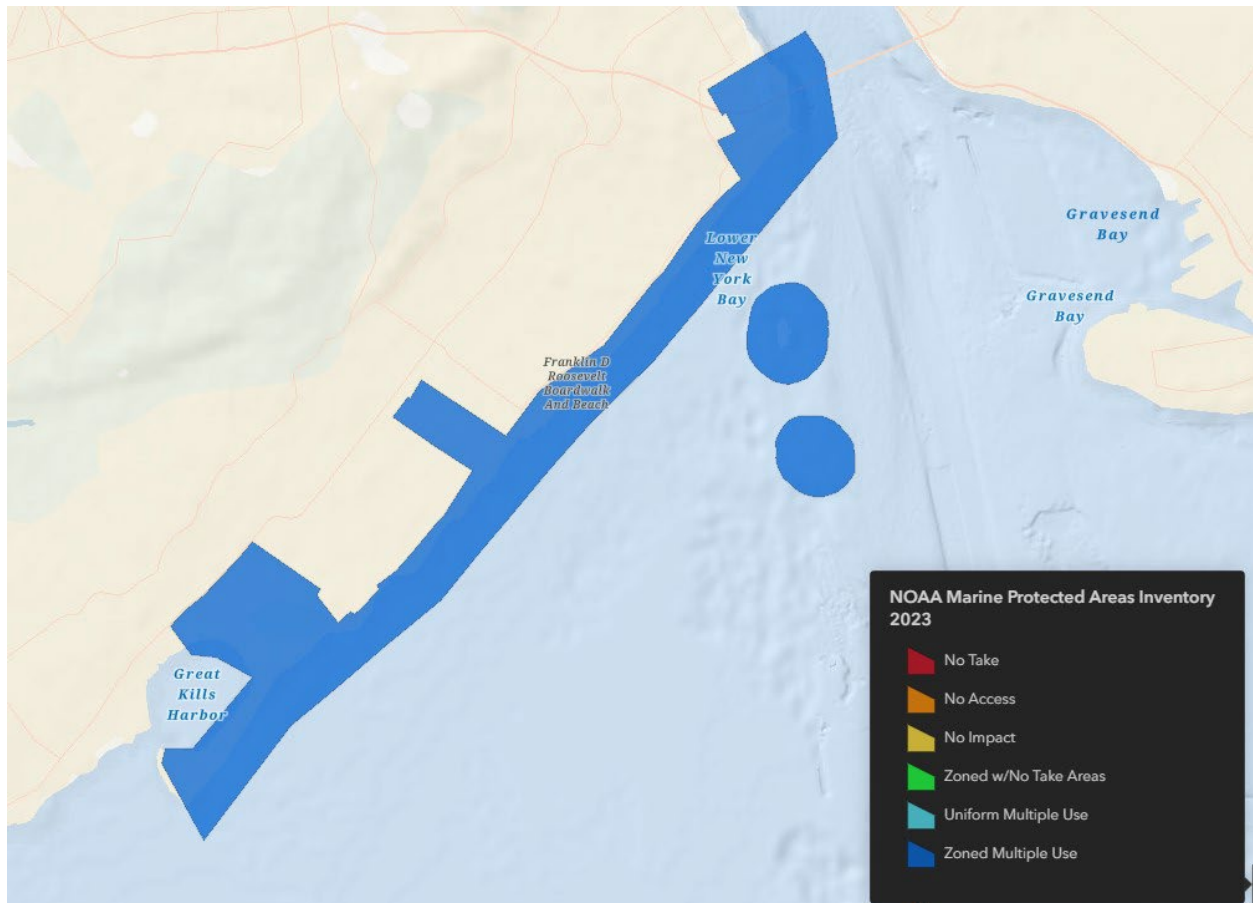 Gravesend
Bay
Lower
New
York
Bay
Gravesend
Bay
Franklin D
Roosevelt
Boardwalk
And Beach
Great
Kills
Harbor
NOAA Marine Protected Areas Inventory
2023
No Take
No Access
No Impact
Zoned w/No Take Areas
Uniform Multiple Use
Zoned Multiple Use